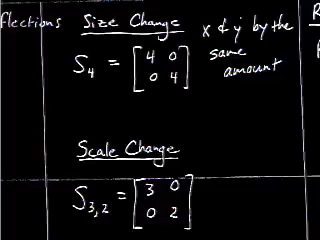 flections Size Change x & y by the
same
amount
S₄ = [4 0
0 4]
Scale Change
S₃,₂ = [3 0
0 2]